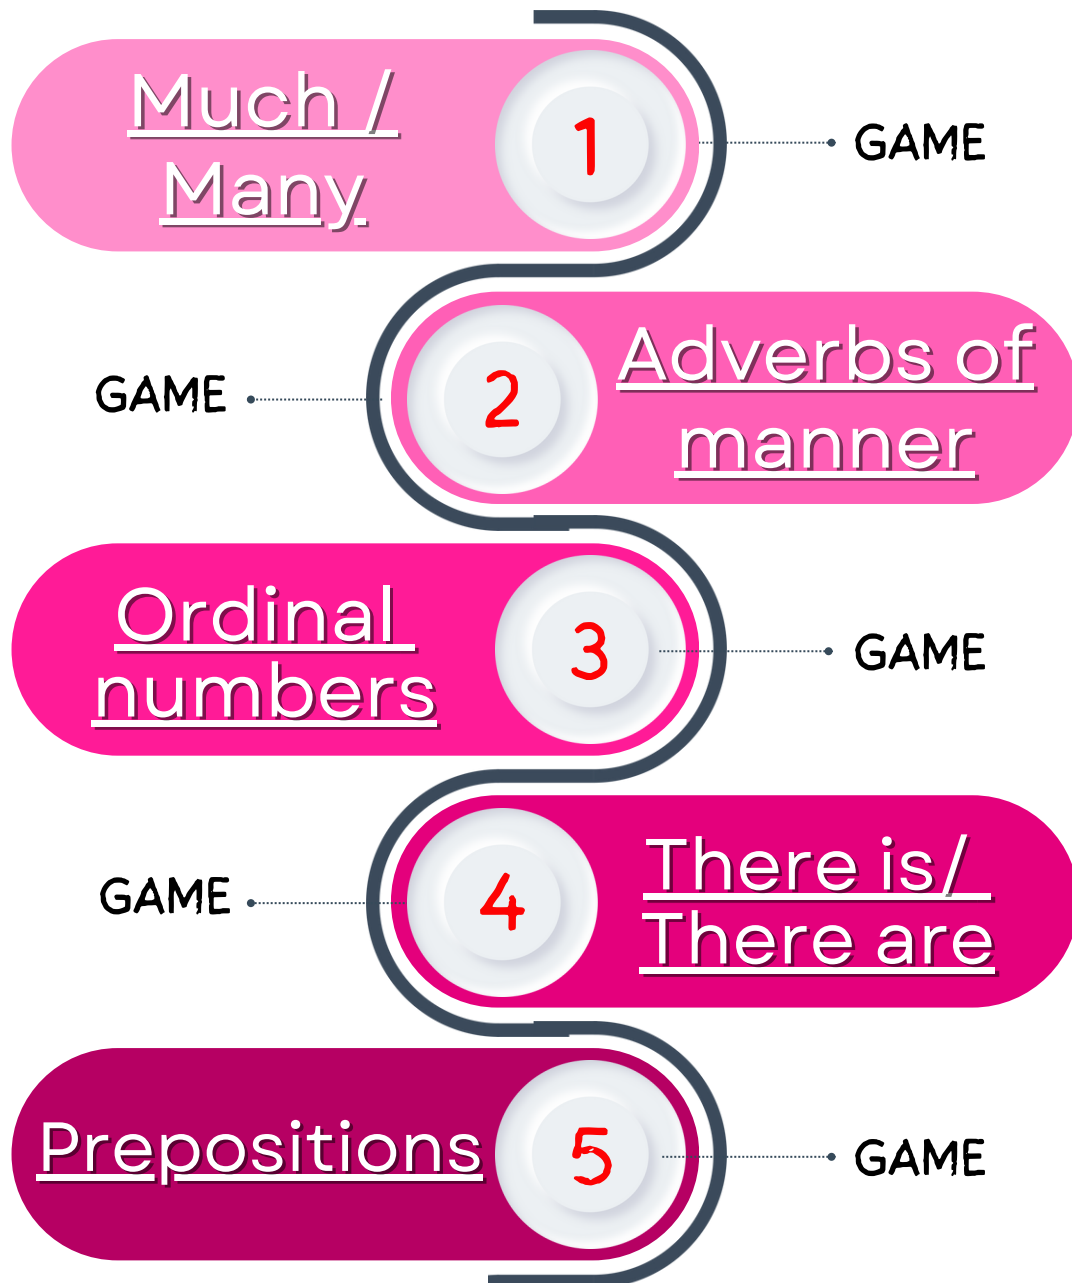 Much /
Many
1
GAME
GAME
2
Adverbs of
manner
Ordinal
numbers
3
GAME
GAME
4
There is/
There are
Prepositions
5
GAME